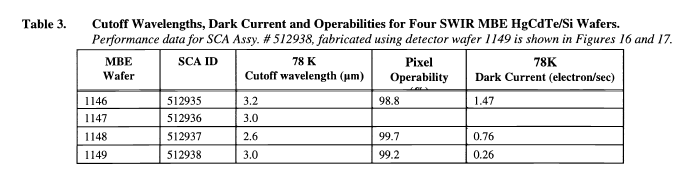 Table 3. Cutoff Wavelengths, Dark Current and Operabilities for Four SWIR MBE HgCdTe/Si Wafers.
Performance data for SCA Assy. # 512938, fabricated using detector wafer 1149 is shown in Figures 16 and 17.
MBE Wafer SCA ID 78 K Cutoff wavelength (µm) Pixel Operability 78K Dark Current (electron/sec)
1146 512935 3.2 98.8 1.47
1147 512936 3.0
1148 512937 2.6 99.7 0.76
1149 512938 3.0 99.2 0.26